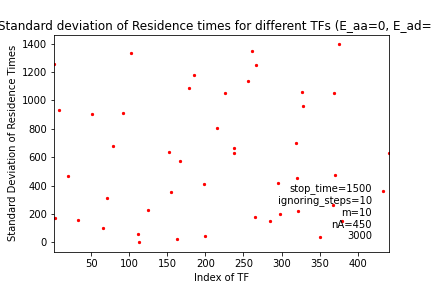 Standard deviation of Residence times for different TFs (E_aa=0, E_ad=
Standard Deviation of Residence Times
1400
1200
1000
800
600
400
200
0
stop_time=1500
ignoring_steps=10
m=10
nA=450
3000
50 100 150 200 250 300 350 400
Index of TF